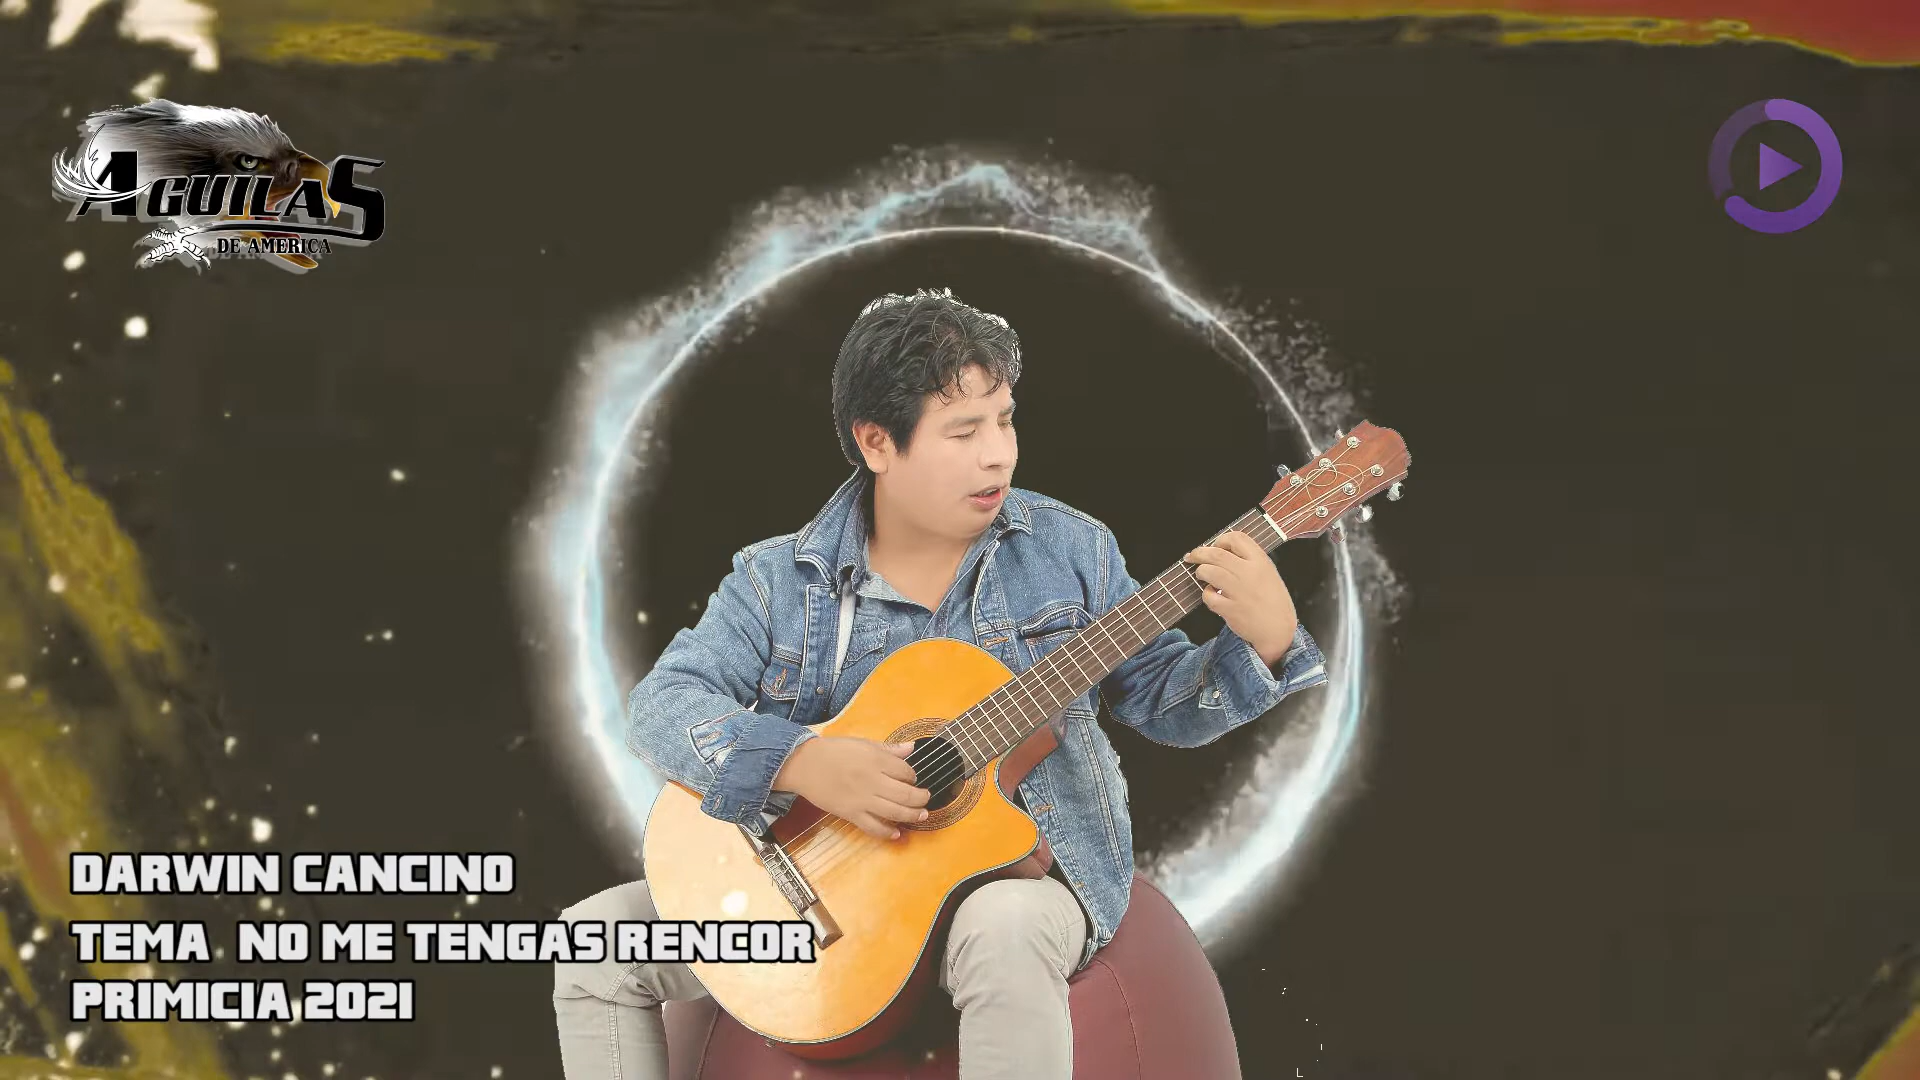 AGUILAS
DE AMERICA
DARWIN CANCINO
TEMA NO ME TENGAS RENCOR
PRIMICIA 2021